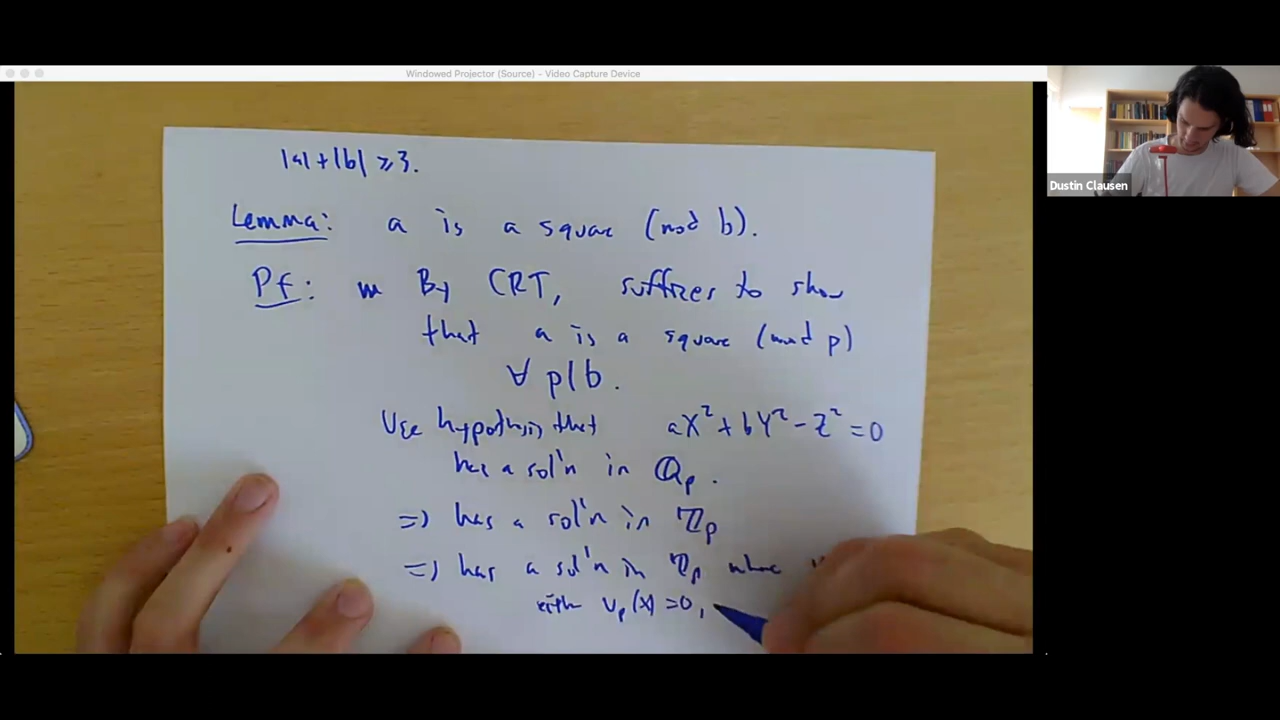 Windowed Projector (Source) - Video Capture Device
Dustin Clausen
|a| + |b| ≥ 3.
Lemma: a is a square (mod b).
Pf: By CRT, suffices to show
that a is a square (mod p)
∀ p|b.
Use hypothesis that aX² + bY² - Z² = 0
has a sol'n in ℚp.
=) has a sol'n in ℤp
=) has a sol'n in ℤp where
either vp(X) = 0,